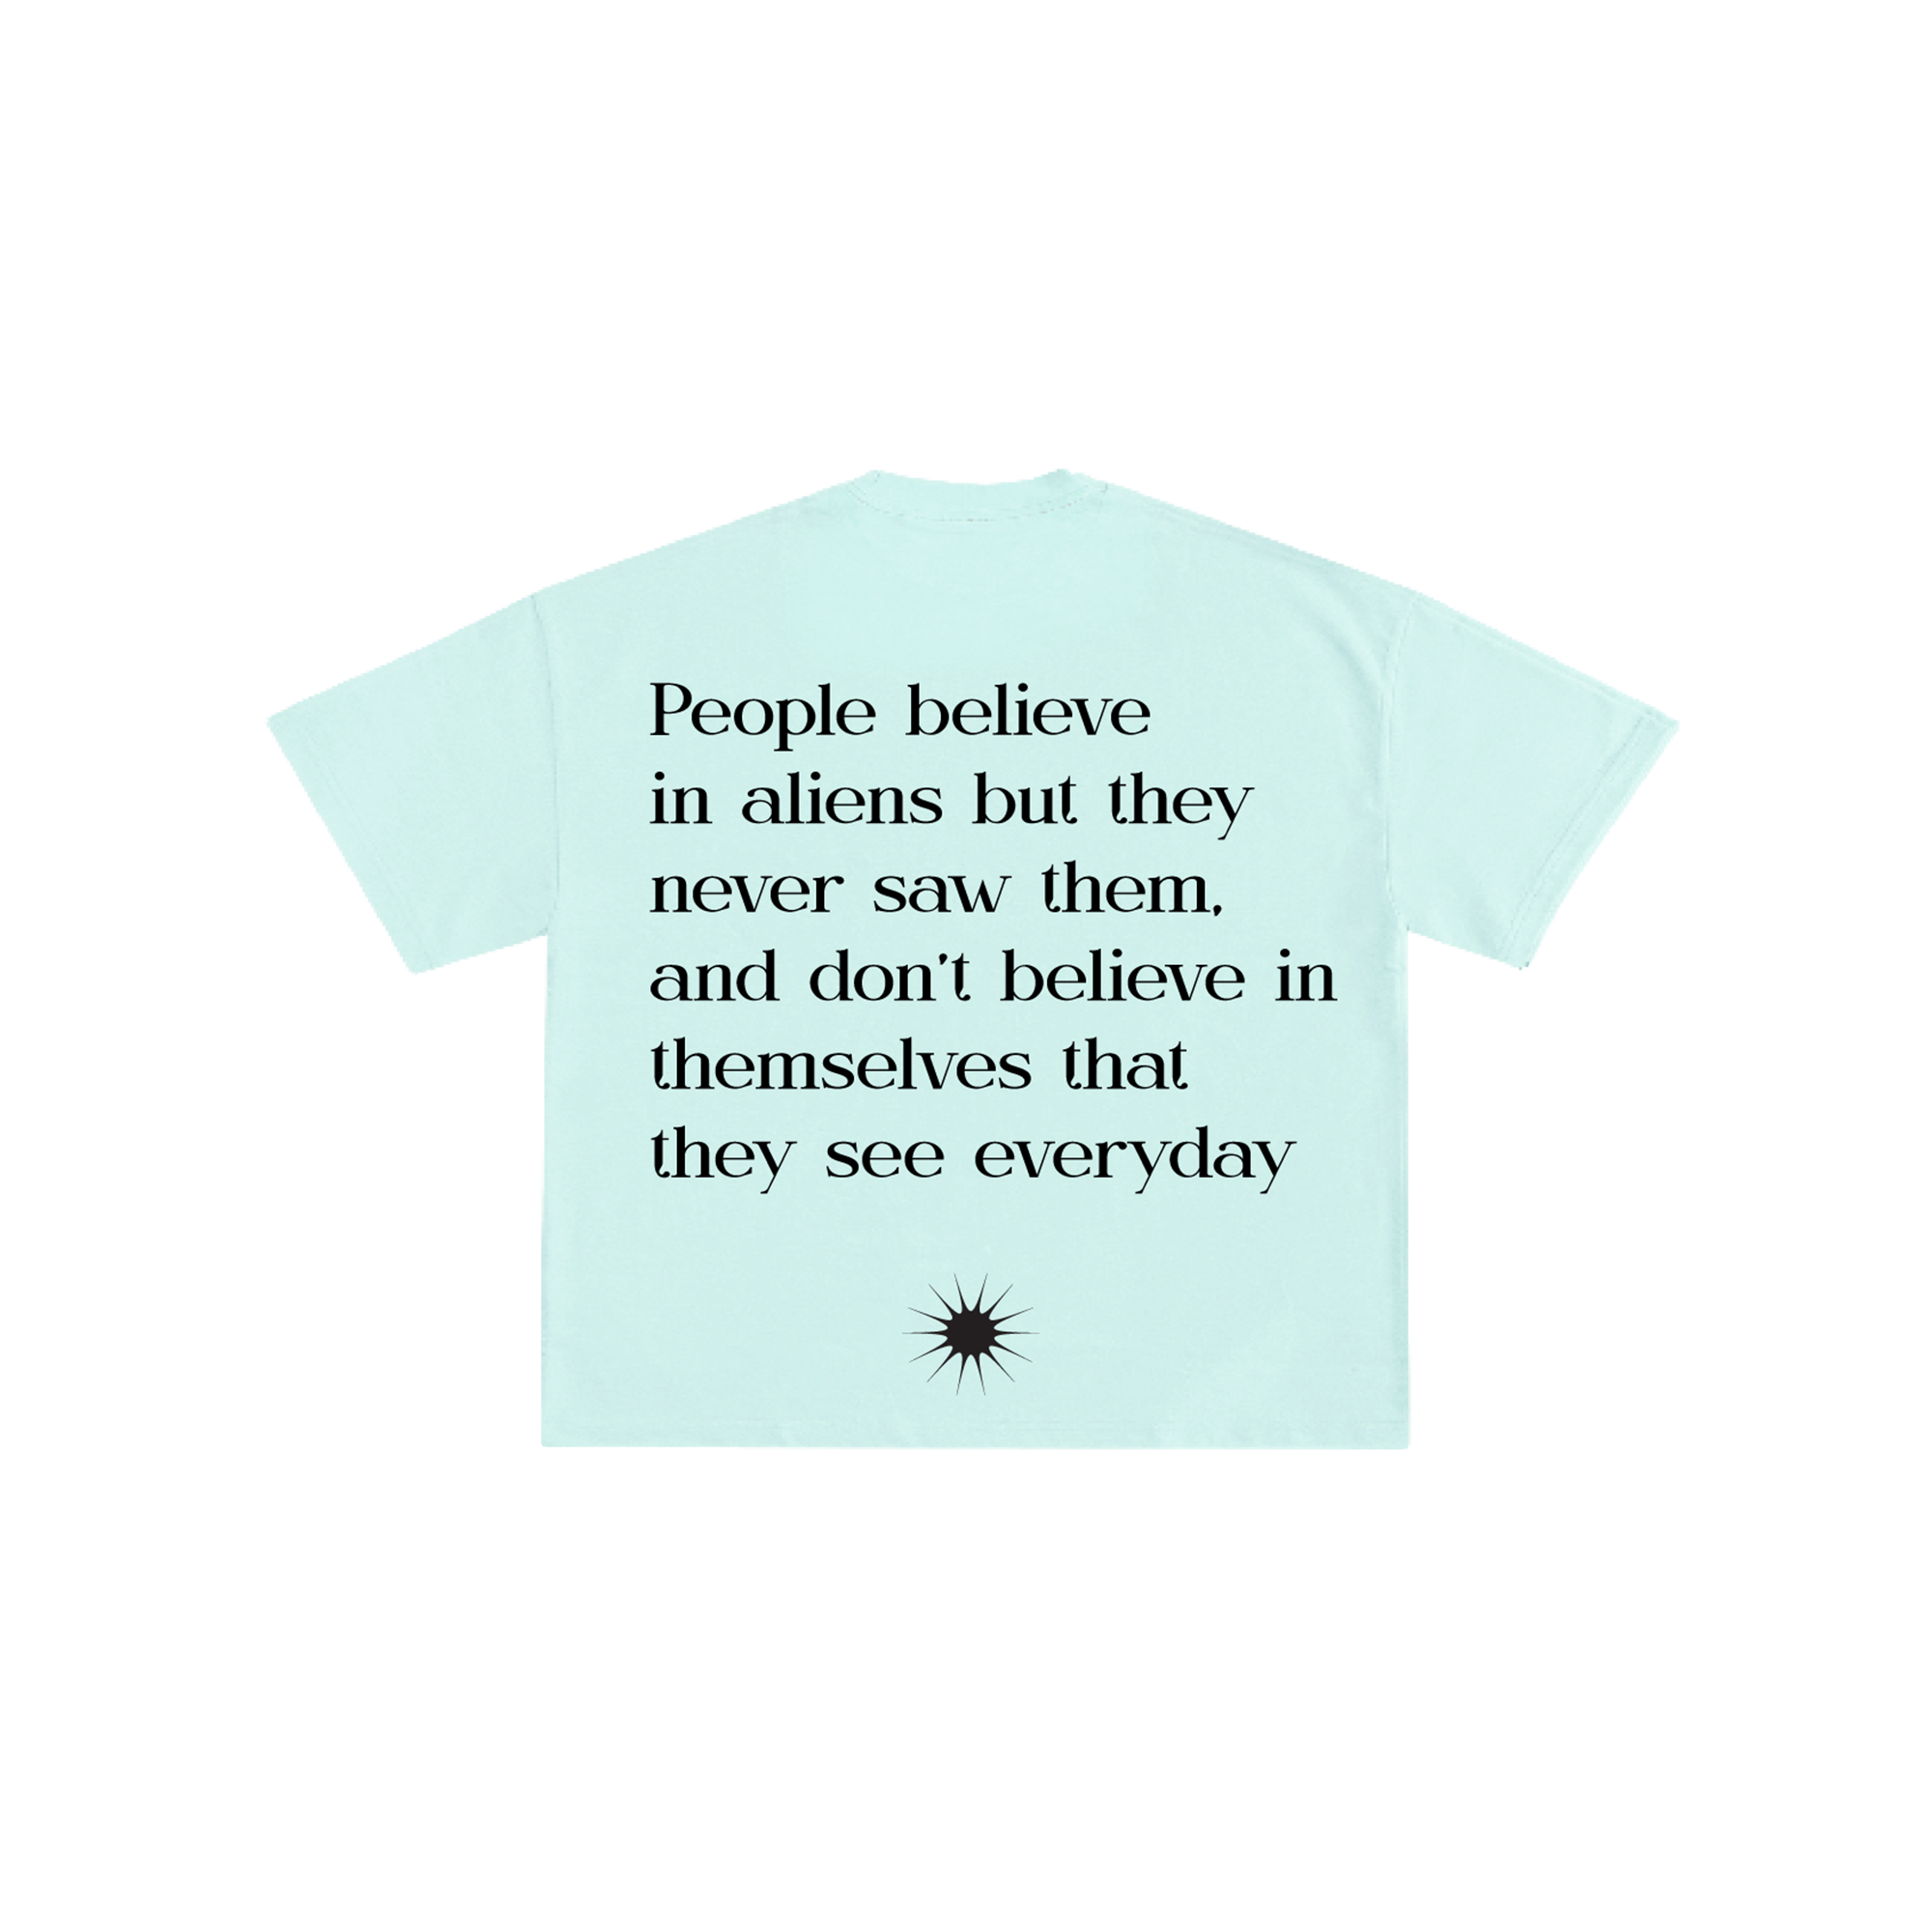 People believe
in aliens but they
never saw them,
and don't believe in
themselves that
they see everyday